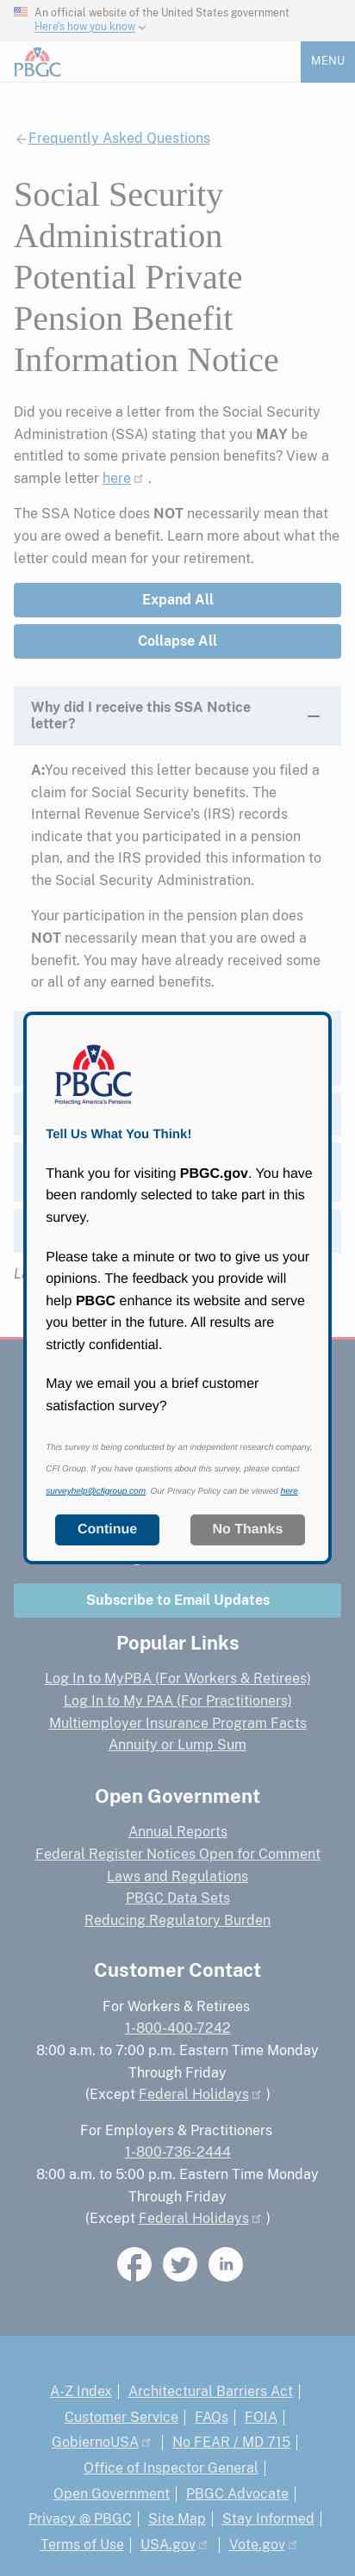 An official website of the United States government
Here's how you know
PBGC
MENU
Frequently Asked Questions
Social Security
Administration
Potential Private
Pension Benefit
Information Notice
Did you receive a letter from the Social Security
Administration (SSA) stating that you MAY be
entitled to some private pension benefits? View a
sample letter here .
The SSA Notice does NOT necessarily mean that
you are owed a benefit. Learn more about what the
letter could mean for your retirement.
Expand All
Collapse All
Why did I receive this SSA Notice
letter?
A:You received this letter because you filed a
claim for Social Security benefits. The
Internal Revenue Service's (IRS) records
indicate that you participated in a pension
plan, and the IRS provided this information to
the Social Security Administration.
Your participation in the pension plan does
NOT necessarily mean that you are owed a
benefit. You may have already received some
or all of any earned benefits.
PBGC
Protecting America's Pensions
Tell Us What You Think!
Thank you for visiting PBGC.gov. You have
been randomly selected to take part in this
survey.
Please take a minute or two to give us your
opinions. The feedback you provide will
help PBGC enhance its website and serve
you better in the future. All results are
strictly confidential.
May we email you a brief customer
satisfaction survey?
This survey is being conducted by an independent research company,
CFI Group. If you have questions about this survey, please contact
surveyhelp@cfigroup.com. Our Privacy Policy can be viewed here.
Continue
No Thanks
Subscribe to Email Updates
Popular Links
Log In to MyPBA (For Workers & Retirees)
Log In to My PAA (For Practitioners)
Multiemployer Insurance Program Facts
Annuity or Lump Sum
Open Government
Annual Reports
Federal Register Notices Open for Comment
Laws and Regulations
PBGC Data Sets
Reducing Regulatory Burden
Customer Contact
For Workers & Retirees
1-800-400-7242
8:00 a.m. to 7:00 p.m. Eastern Time Monday
Through Friday
(Except Federal Holidays )
For Employers & Practitioners
1-800-736-2444
8:00 a.m. to 5:00 p.m. Eastern Time Monday
Through Friday
(Except Federal Holidays )
A-Z Index | Architectural Barriers Act |
Customer Service | FAQs | FOIA |
GobiernoUSA | No FEAR / MD 715 |
Office of Inspector General |
Open Government | PBGC Advocate |
Privacy @ PBGC | Site Map | Stay Informed |
Terms of Use | USA.gov | Vote.gov